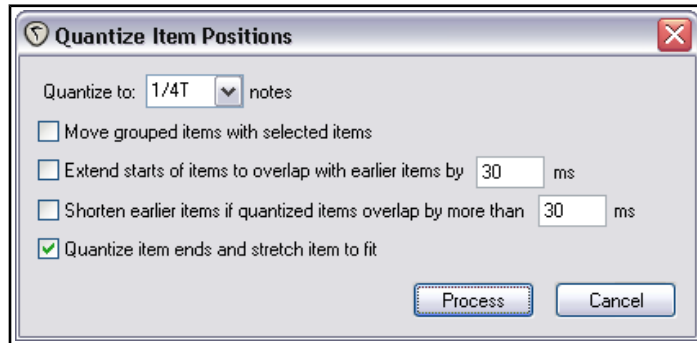 Quantize Item Positions
Quantize to: 1/4T notes
Move grouped items with selected items
Extend starts of items to overlap with earlier items by 30 ms
Shorten earlier items if quantized items overlap by more than 30 ms
Quantize item ends and stretch item to fit
Process Cancel